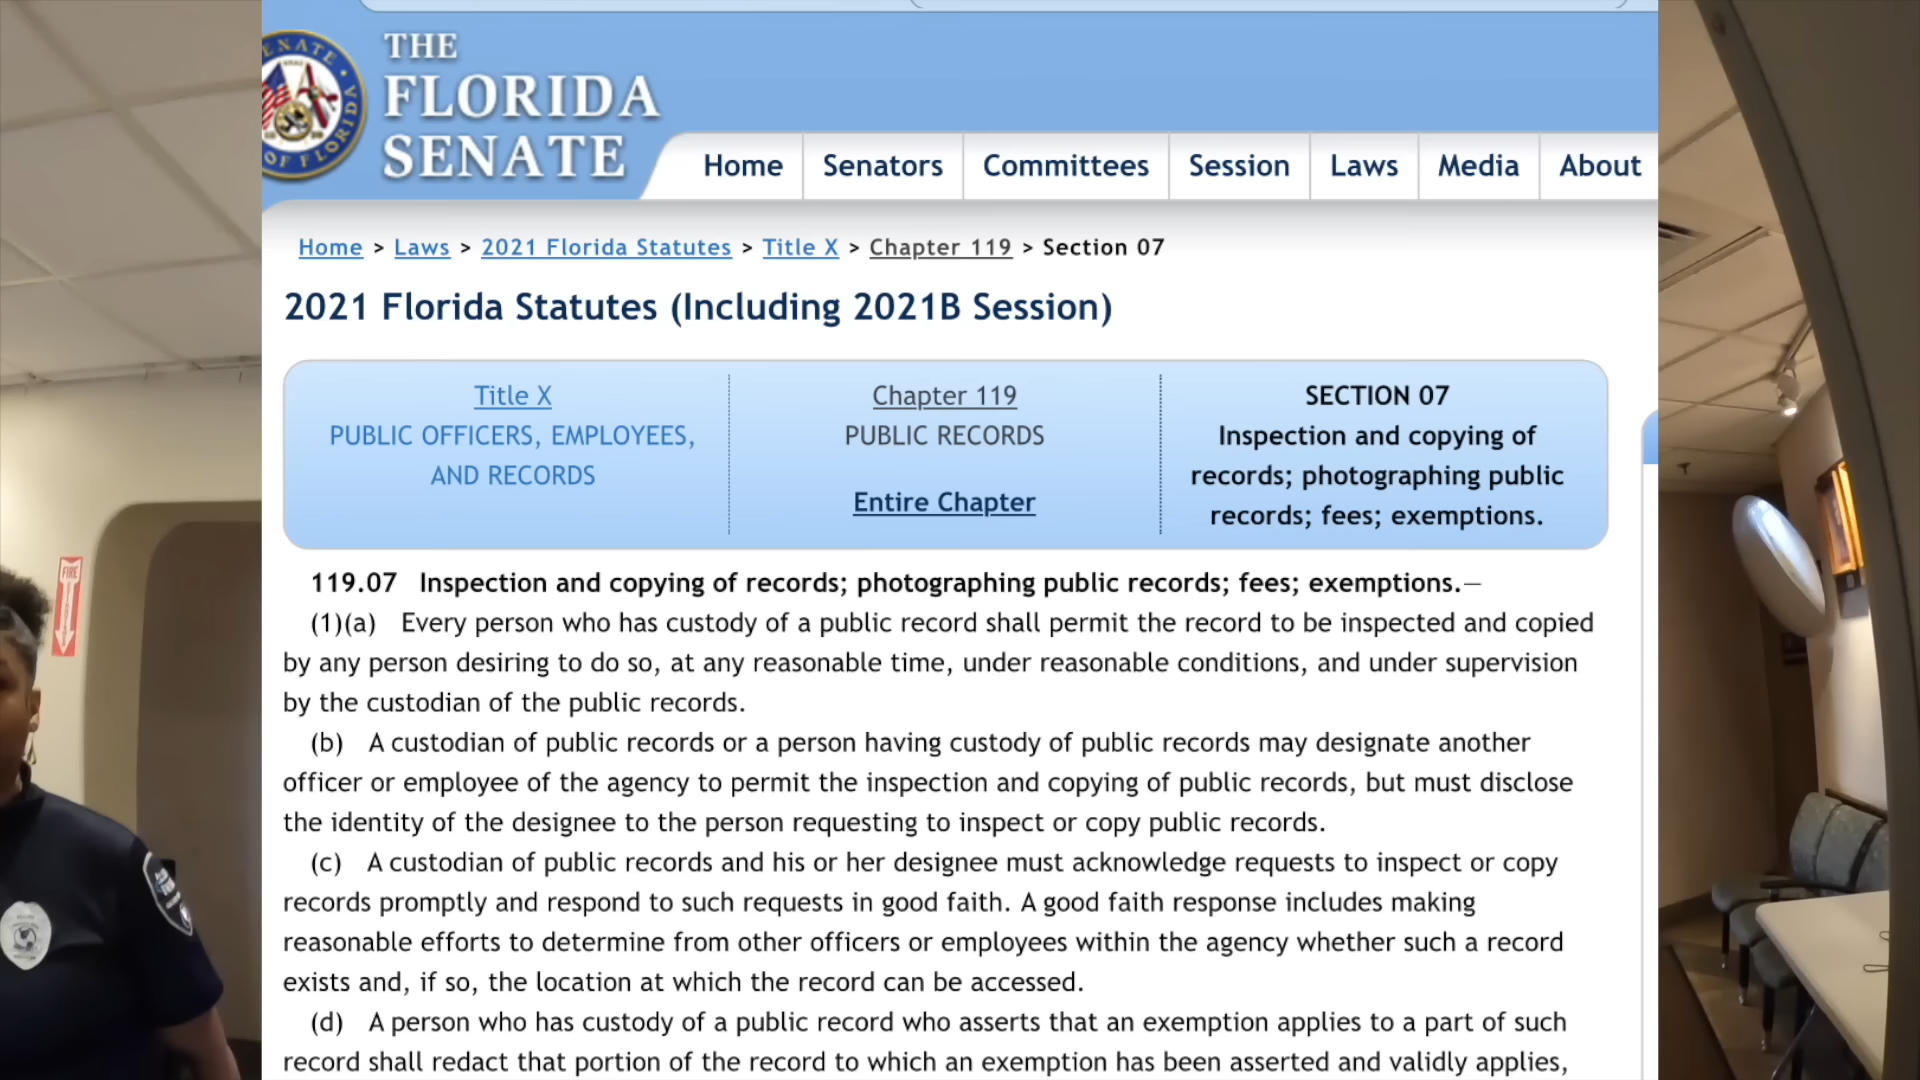 THE
FLORIDA
SENATE
ENATE
OF FLORIDA
Home Senators Committees Session Laws Media About
Home > Laws > 2021 Florida Statutes > Title X > Chapter 119 > Section 07
2021 Florida Statutes (Including 2021B Session)
Title X
PUBLIC OFFICERS, EMPLOYEES,
AND RECORDS
Chapter 119
PUBLIC RECORDS
Entire Chapter
SECTION 07
Inspection and copying of
records; photographing public
records; fees; exemptions.
FIRE
119.07 Inspection and copying of records; photographing public records; fees; exemptions.—
(1)(a) Every person who has custody of a public record shall permit the record to be inspected and copied
by any person desiring to do so, at any reasonable time, under reasonable conditions, and under supervision
by the custodian of the public records.
(b) A custodian of public records or a person having custody of public records may designate another
officer or employee of the agency to permit the inspection and copying of public records, but must disclose
the identity of the designee to the person requesting to inspect or copy public records.
(c) A custodian of public records and his or her designee must acknowledge requests to inspect or copy
records promptly and respond to such requests in good faith. A good faith response includes making
reasonable efforts to determine from other officers or employees within the agency whether such a record
exists and, if so, the location at which the record can be accessed.
(d) A person who has custody of a public record who asserts that an exemption applies to a part of such
record shall redact that portion of the record to which an exemption has been asserted and validly applies,